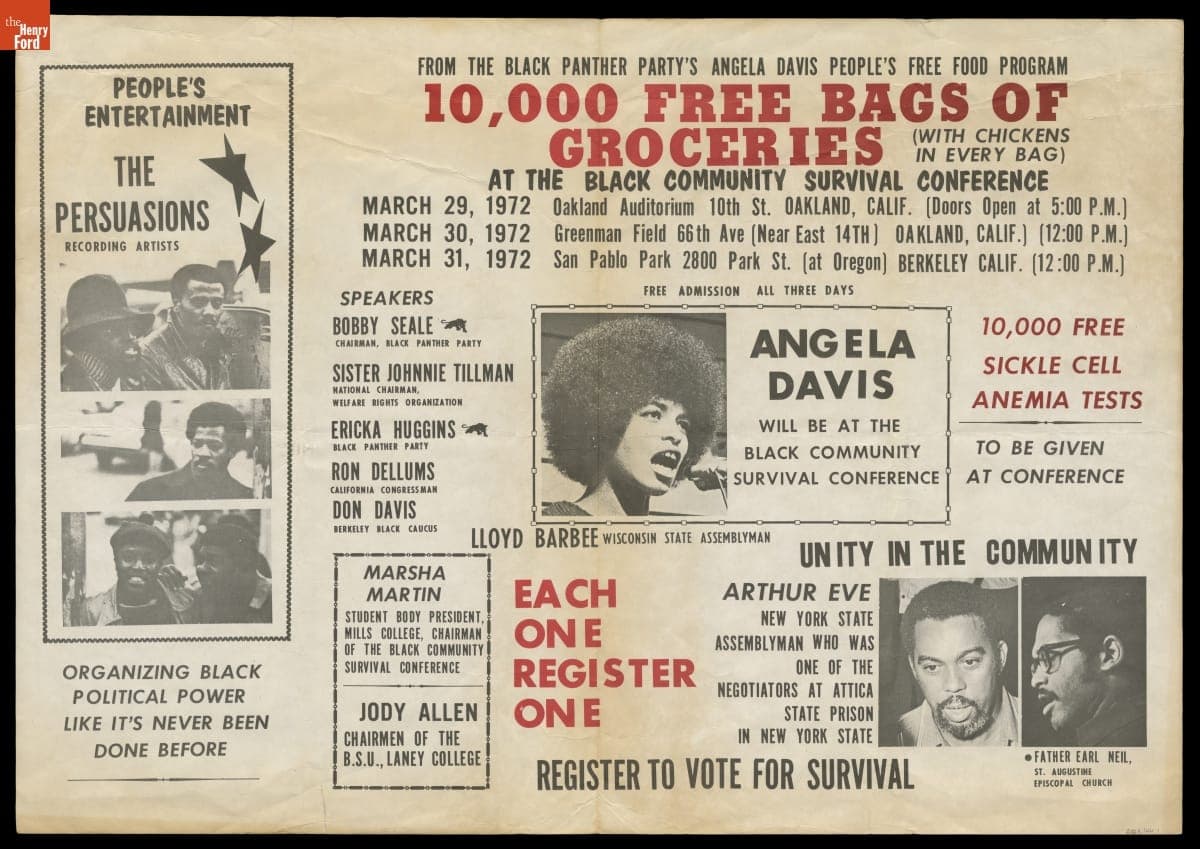 the
Henry
Ford
PEOPLE'S
ENTERTAINMENT
THE
PERSUASIONS
RECORDING ARTISTS
ORGANIZING BLACK
POLITICAL POWER
LIKE IT'S NEVER BEEN
DONE BEFORE
FROM THE BLACK PANTHER PARTY'S ANGELA DAVIS PEOPLE'S FREE FOOD PROGRAM
10,000 FREE BAGS OF
GROCERIES (WITH CHICKENS
IN EVERY BAG)
AT THE BLACK COMMUNITY SURVIVAL CONFERENCE
MARCH 29, 1972 Oakland Auditorium 10th St. OAKLAND, CALIF. (Doors Open at 5:00 P.M.)
MARCH 30, 1972 Greenman Field 66th Ave (Near East 14TH) OAKLAND, CALIF.) (12:00 P.M.)
MARCH 31, 1972 San Pablo Park 2800 Park St. (at Oregon) BERKELEY CALIF. (12:00 P.M.)
FREE ADMISSION ALL THREE DAYS
SPEAKERS
BOBBY SEALE
CHAIRMAN, BLACK PANTHER PARTY
SISTER JOHNNIE TILLMAN
NATIONAL CHAIRMAN,
WELFARE RIGHTS ORGANIZATION
ERICKA HUGGINS
BLACK PANTHER PARTY
RON DELLUMS
CALIFORNIA CONGRESSMAN
DON DAVIS
BERKELEY BLACK CAUCUS
LLOYD BARBEE WISCONSIN STATE ASSEMBLYMAN
ANGELA
DAVIS
WILL BE AT THE
BLACK COMMUNITY
SURVIVAL CONFERENCE
10,000 FREE
SICKLE CELL
ANEMIA TESTS
TO BE GIVEN
AT CONFERENCE
MARSHA
MARTIN
STUDENT BODY PRESIDENT,
MILLS COLLEGE, CHAIRMAN
OF THE BLACK COMMUNITY
SURVIVAL CONFERENCE
JODY ALLEN
CHAIRMEN OF THE
B.S.U., LANEY COLLEGE
EACH
ONE
REGISTER
ONE
UNITY IN THE COMMUNITY
ARTHUR EVE
NEW YORK STATE
ASSEMBLYMAN WHO WAS
ONE OF THE
NEGOTIATORS AT ATTICA
STATE PRISON
IN NEW YORK STATE
●FATHER EARL NEIL,
ST. AUGUSTINE
EPISCOPAL CHURCH
REGISTER TO VOTE FOR SURVIVAL